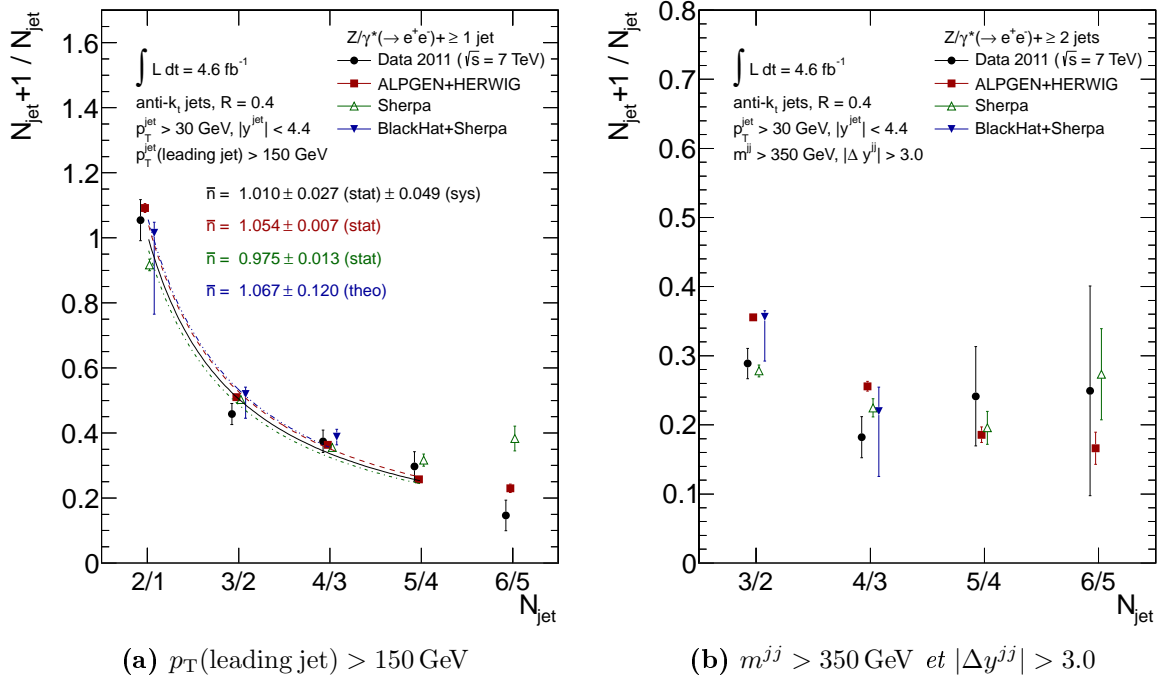 N_jet+1 / N_jet
1.6
1.4
1.2
1
0.8
0.6
0.4
0.2
0
Z/γ*(→ e⁺e⁻)+ ≥ 1 jet
Data 2011 (√s = 7 TeV)
ALPGEN+HERWIG
Sherpa
BlackHat+Sherpa
∫ L dt = 4.6 fb⁻¹
anti-k_t jets, R = 0.4
p_T^jet > 30 GeV, |y^jet| < 4.4
p_T^jet(leading jet) > 150 GeV
n̄ = 1.010 ± 0.027 (stat) ± 0.049 (sys)
n̄ = 1.054 ± 0.007 (stat)
n̄ = 0.975 ± 0.013 (stat)
n̄ = 1.067 ± 0.120 (theo)
2/1 3/2 4/3 5/4 6/5
N_jet
(a) p_T(leading jet) > 150 GeV
N_jet+1 / N_jet
0.8
0.7
0.6
0.5
0.4
0.3
0.2
0.1
0
Z/γ*(→ e⁺e⁻)+ ≥ 2 jets
Data 2011 (√s = 7 TeV)
ALPGEN+HERWIG
Sherpa
BlackHat+Sherpa
∫ L dt = 4.6 fb⁻¹
anti-k_t jets, R = 0.4
p_T^jet > 30 GeV, |y^jet| < 4.4
m^jj > 350 GeV, |Δ y^jj| > 3.0
3/2 4/3 5/4 6/5
N_jet
(b) m^jj > 350 GeV et |Δy^jj| > 3.0